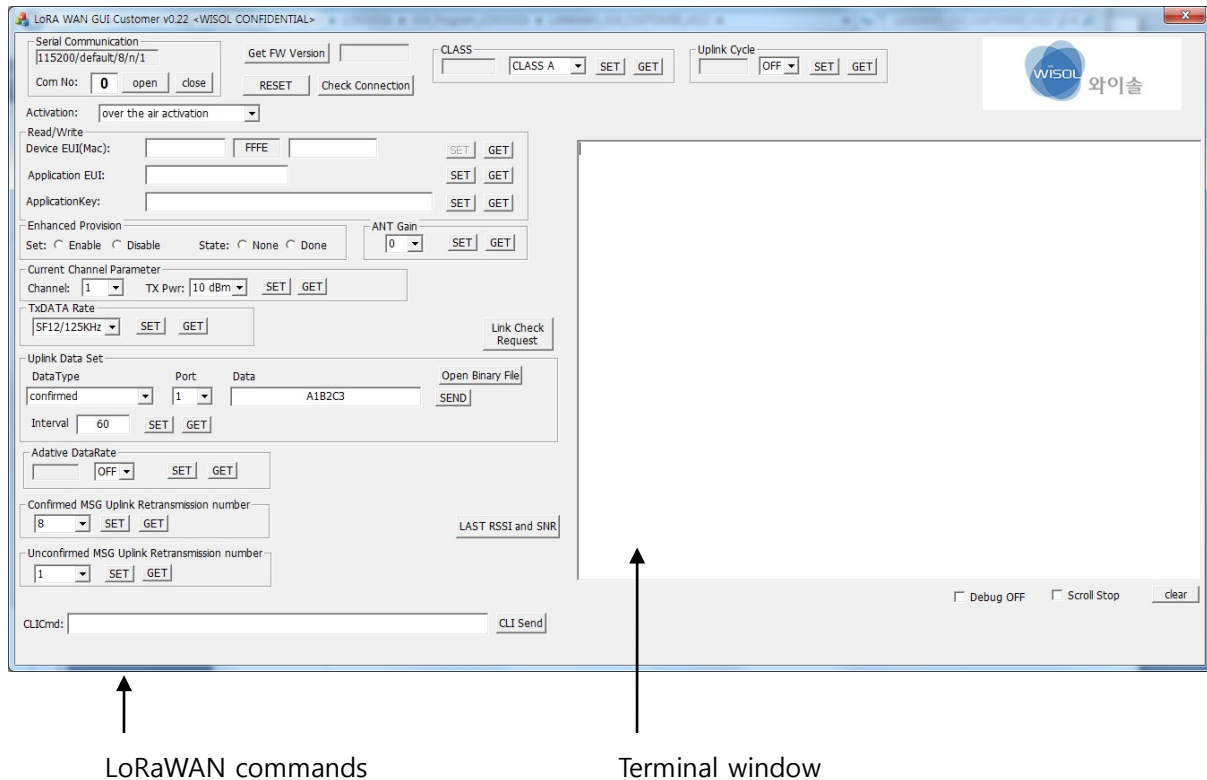 LoRA WAN GUI Customer v0.22 <WISOL CONFIDENTIAL>
Serial Communication
115200/default/8/n/1
Com No: 0 open close
Get FW Version
RESET Check Connection
CLASS
CLASS A SET GET
Uplink Cycle
OFF SET GET
wisol 와이솔
Activation: over the air activation
Read/Write
Device EUI(Mac): FFFE SET GET
Application EUI: SET GET
ApplicationKey: SET GET
Enhanced Provision
Set: Enable Disable State: None Done
ANT Gain
0 SET GET
Current Channel Parameter
Channel: 1 TX Pwr: 10 dBm SET GET
TxDATA Rate
SF12/125KHz SET GET
Link Check
Request
Uplink Data Set
DataType Port Data Open Binary File
confirmed 1 A1B2C3 SEND
Interval 60 SET GET
Adative DataRate
OFF SET GET
Confirmed MSG Uplink Retransmission number
8 SET GET
LAST RSSI and SNR
Unconfirmed MSG Uplink Retransmission number
1 SET GET
Debug OFF Scroll Stop clear
CLICmd: CLI Send
LoRaWAN commands
Terminal window